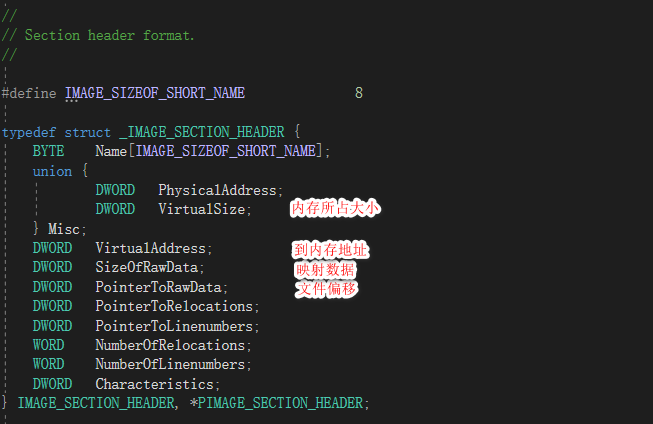 //
// Section header format.
//
#define IMAGE_SIZEOF_SHORT_NAME 8
typedef struct _IMAGE_SECTION_HEADER {
BYTE Name[IMAGE_SIZEOF_SHORT_NAME];
union {
DWORD PhysicalAddress;
DWORD VirtualSize; 内存所占大小
} Misc;
DWORD VirtualAddress; 到内存地址
DWORD SizeOfRawData; 映射数据
DWORD PointerToRawData; 文件偏移
DWORD PointerToRelocations;
DWORD PointerToLinenumbers;
WORD NumberOfRelocations;
WORD NumberOfLinenumbers;
DWORD Characteristics;
} IMAGE_SECTION_HEADER, *PIMAGE_SECTION_HEADER;